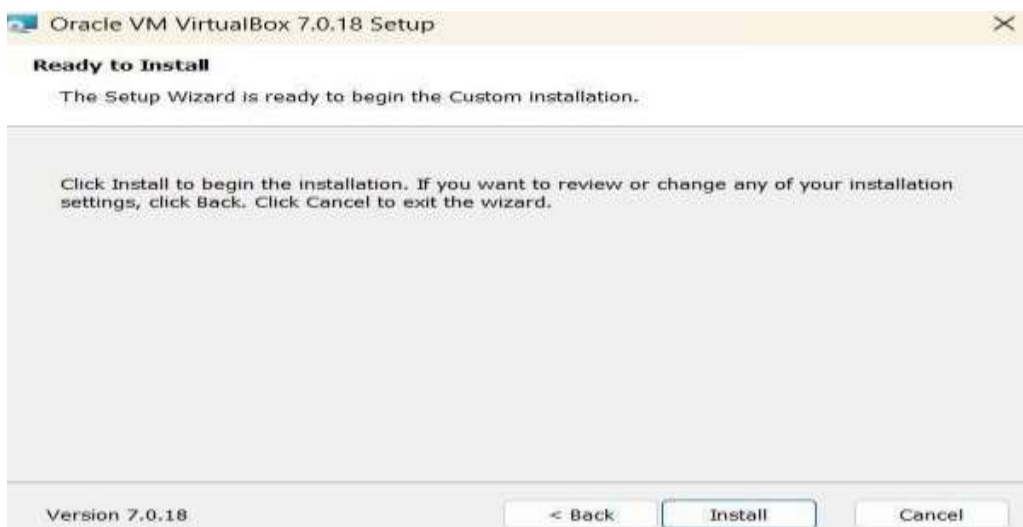 Oracle VM VirtualBox 7.0.18 Setup
Ready to Install
The Setup Wizard is ready to begin the Custom installation.
Click Install to begin the installation. If you want to review or change any of your installation
settings, click Back. Click Cancel to exit the wizard.
Version 7.0.18
< Back
Install
Cancel